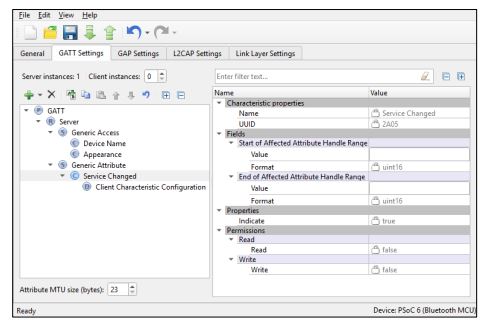 File Edit View Help
General GATT Settings GAP Settings L2CAP Settings Link Layer Settings
Server instances: 1 Client instances: 0
Enter filter text...
GATT
Server
Generic Access
Device Name
Appearance
Generic Attribute
Service Changed
Client Characteristic Configuration
Attribute MTU size (bytes): 23
Name Value
Characteristic properties
Name Service Changed
UUID 2A05
Fields
Start of Affected Attribute Handle Range
Value
Format uint16
End of Affected Attribute Handle Range
Value
Format uint16
Properties
Indicate true
Permissions
Read
Read false
Write
Write false
Ready Device: PSoC 6 (Bluetooth MCU)